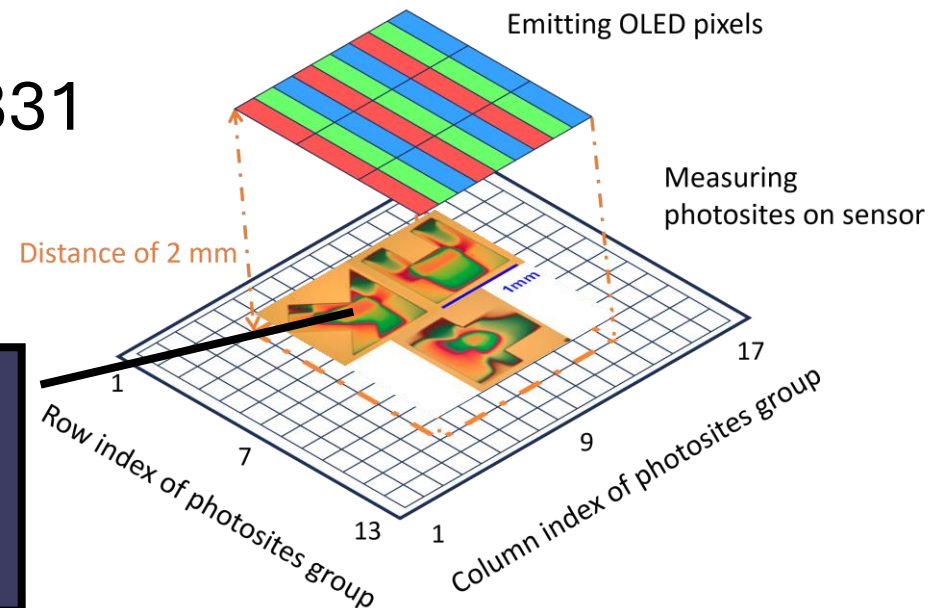 Emitting OLED pixels
331
Measuring
photosites on sensor
Distance of 2 mm
1mm
1
17
Row index of photosites group
7
9
Column index of photosites group
13
1